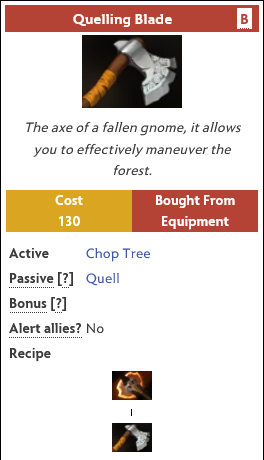 Quelling Blade B
The axe of a fallen gnome, it allows
you to effectively maneuver the
forest.
Cost Bought From
130 Equipment
Active Chop Tree
Passive [?] Quell
Bonus [?]
Alert allies? No
Recipe